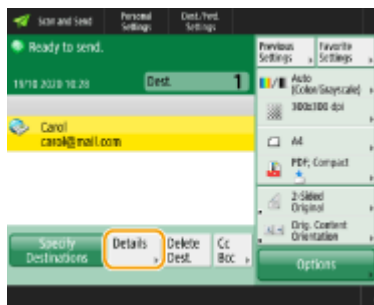 Scan and Send
Personal
Settings
Dest./Fwd.
Settings
Ready to send.
19/10 2020 10:28
Dest.
1
Carol
carol@mail.com
Specify
Destinations
Details
Delete
Dest.
Cc
Bcc
Previous
Settings
Favorite
Settings
Auto
(Color/Grayscale)
300x300 dpi
A4
PDF; Compact
2-Sided
Original
Orig. Content
Orientation
Options